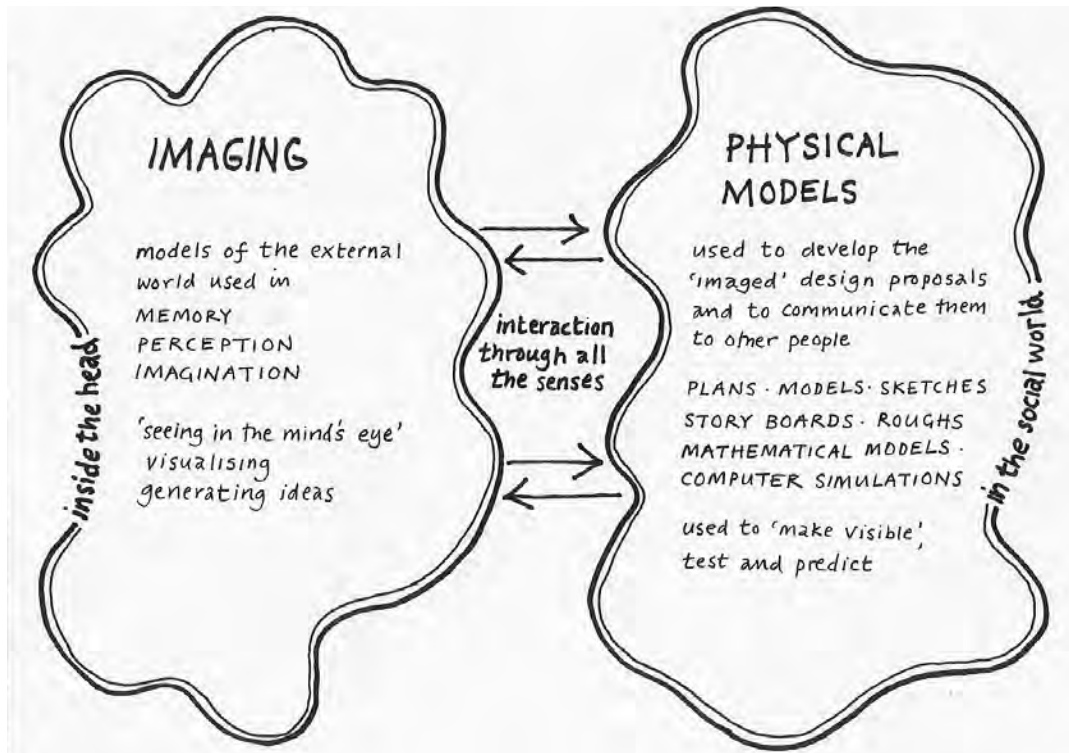 IMAGING
models of the external
world used in
MEMORY
PERCEPTION
IMAGINATION
'seeing in the mind's eye'
visualising
generating ideas
inside the head
interaction
through all
the senses
PHYSICAL
MODELS
used to develop the
'imaged' design proposals
and to communicate them
to other people
PLANS · MODELS · SKETCHES
STORY BOARDS · ROUGHS
MATHEMATICAL MODELS ·
COMPUTER SIMULATIONS
used to 'make visible',
test and predict
in the social world